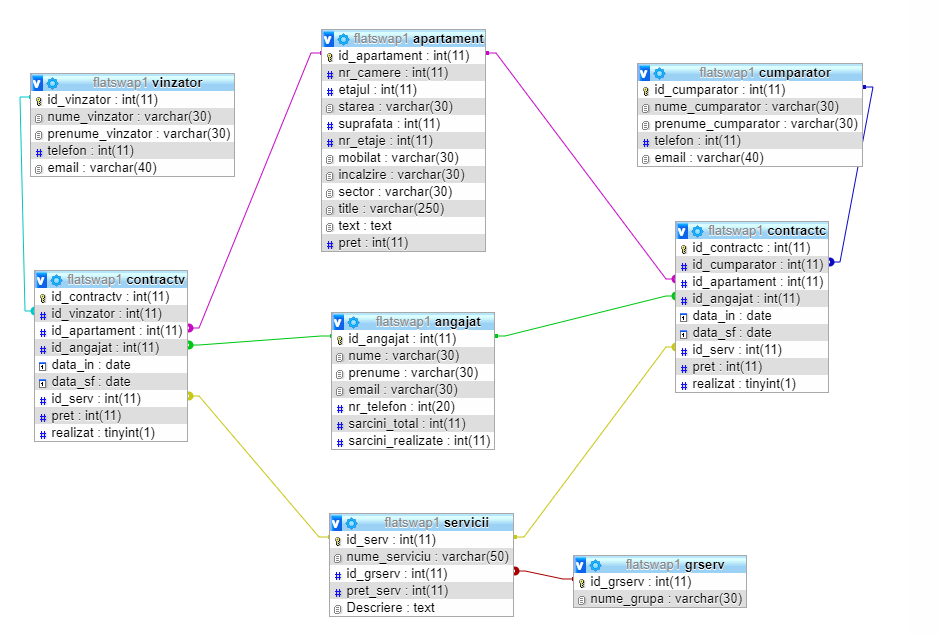 flatswap1 vinzator
id_vinzator : int(11)
nume_vinzator : varchar(30)
prenume_vinzator : varchar(30)
telefon : int(11)
email : varchar(40)
flatswap1 apartament
id_apartament : int(11)
nr_camere : int(11)
etajul : int(11)
starea : varchar(30)
suprafata : int(11)
nr_etaje : int(11)
mobilat : varchar(30)
incalzire : varchar(30)
sector : varchar(30)
title : varchar(250)
text : text
pret : int(11)
flatswap1 cumparator
id_cumparator : int(11)
nume_cumparator : varchar(30)
prenume_cumparator : varchar(30)
telefon : int(11)
email : varchar(40)
flatswap1 contractv
id_contractv : int(11)
id_vinzator : int(11)
id_apartament : int(11)
id_angajat : int(11)
data_in : date
data_sf : date
id_serv : int(11)
pret : int(11)
realizat : tinyint(1)
flatswap1 angajat
id_angajat : int(11)
nume : varchar(30)
prenume : varchar(30)
email : varchar(30)
nr_telefon : int(20)
sarcini_total : int(11)
sarcini_realizate : int(11)
flatswap1 contractc
id_contractc : int(11)
id_cumparator : int(11)
id_apartament : int(11)
id_angajat : int(11)
data_in : date
data_sf : date
id_serv : int(11)
pret : int(11)
realizat : tinyint(1)
flatswap1 servicii
id_serv : int(11)
nume_serviciu : varchar(50)
id_grserv : int(11)
pret_serv : int(11)
Descriere : text
flatswap1 grserv
id_grserv : int(11)
nume_grupa : varchar(30)